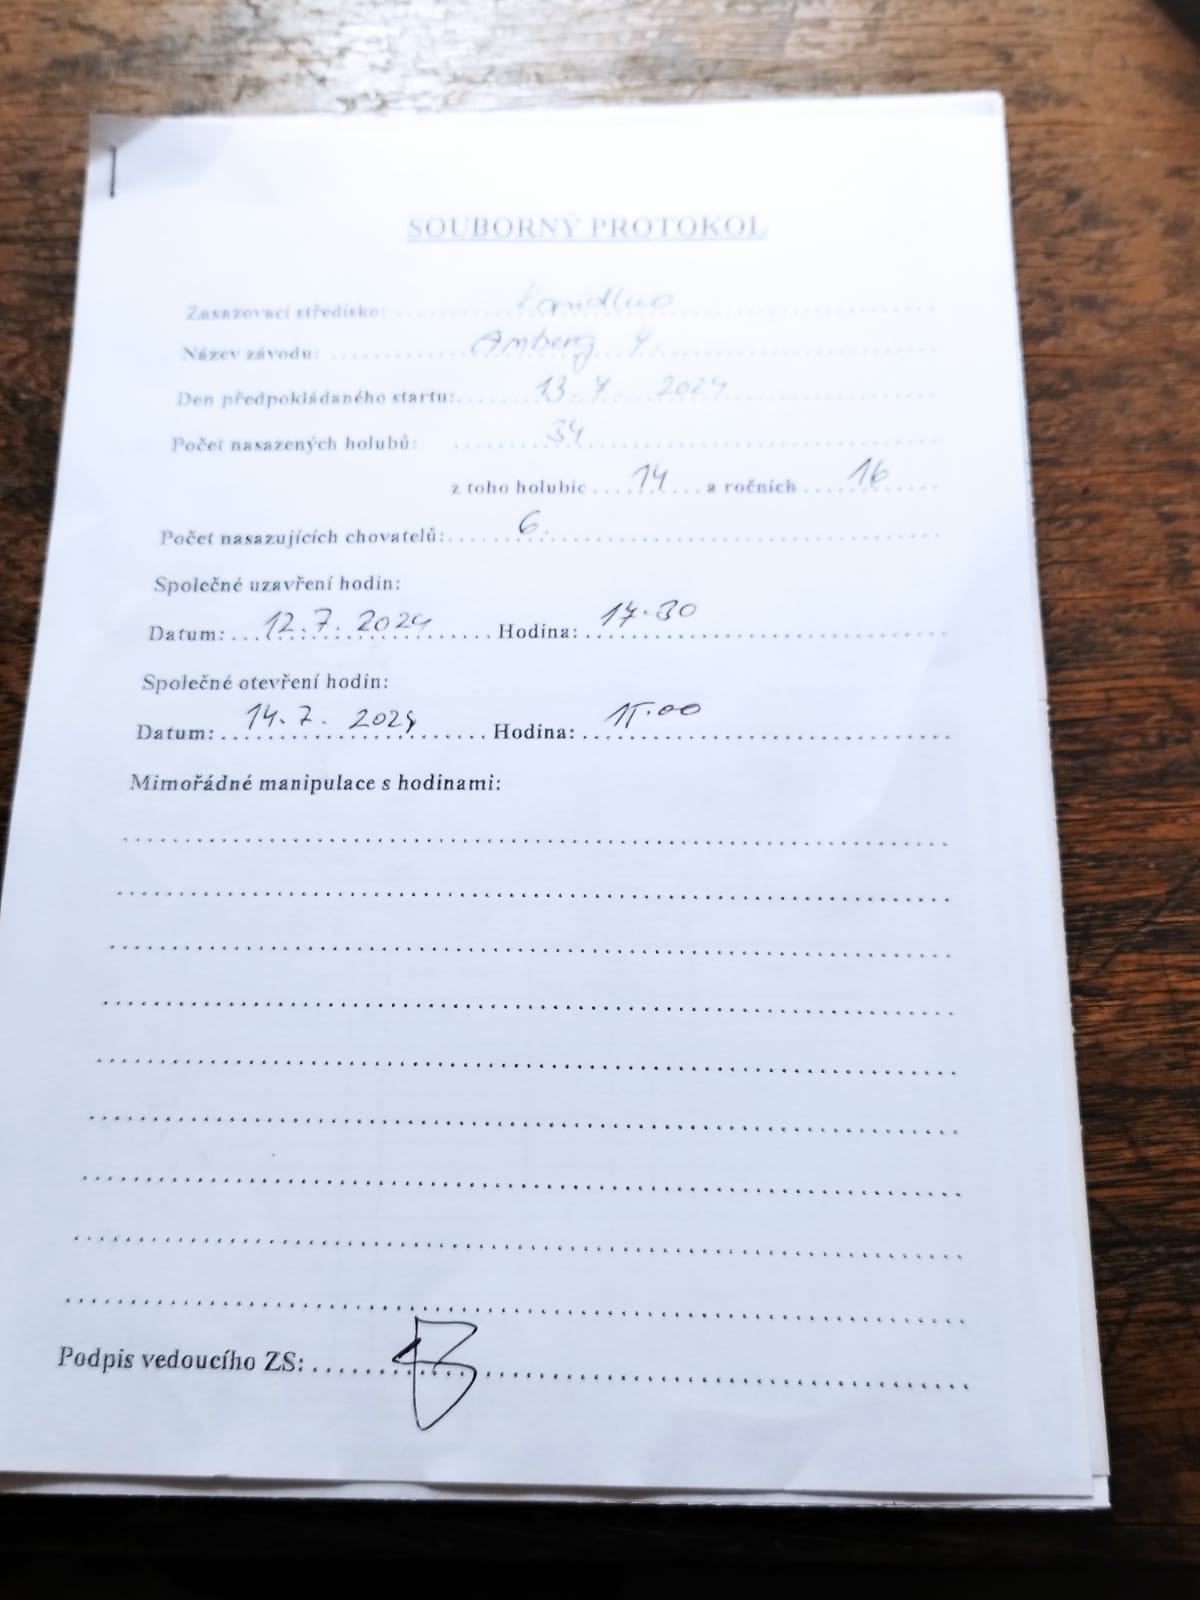 SOUBORNÝ PROTOKOL
Zasazovací středisko:
Název závodu: Amberg 4.
Den předpokládaného startu: 13. 7. 2024
Počet nasazených holubů: 34
z toho holubic 14 a ročních 16
Počet nasazujících chovatelů: 6.
Společné uzavření hodin:
Datum: 12. 7. 2024 Hodina: 17.30
Společné otevření hodin:
Datum: 14. 7. 2024 Hodina: 15.00
Mimořádné manipulace s hodinami:
Podpis vedoucího ZS: